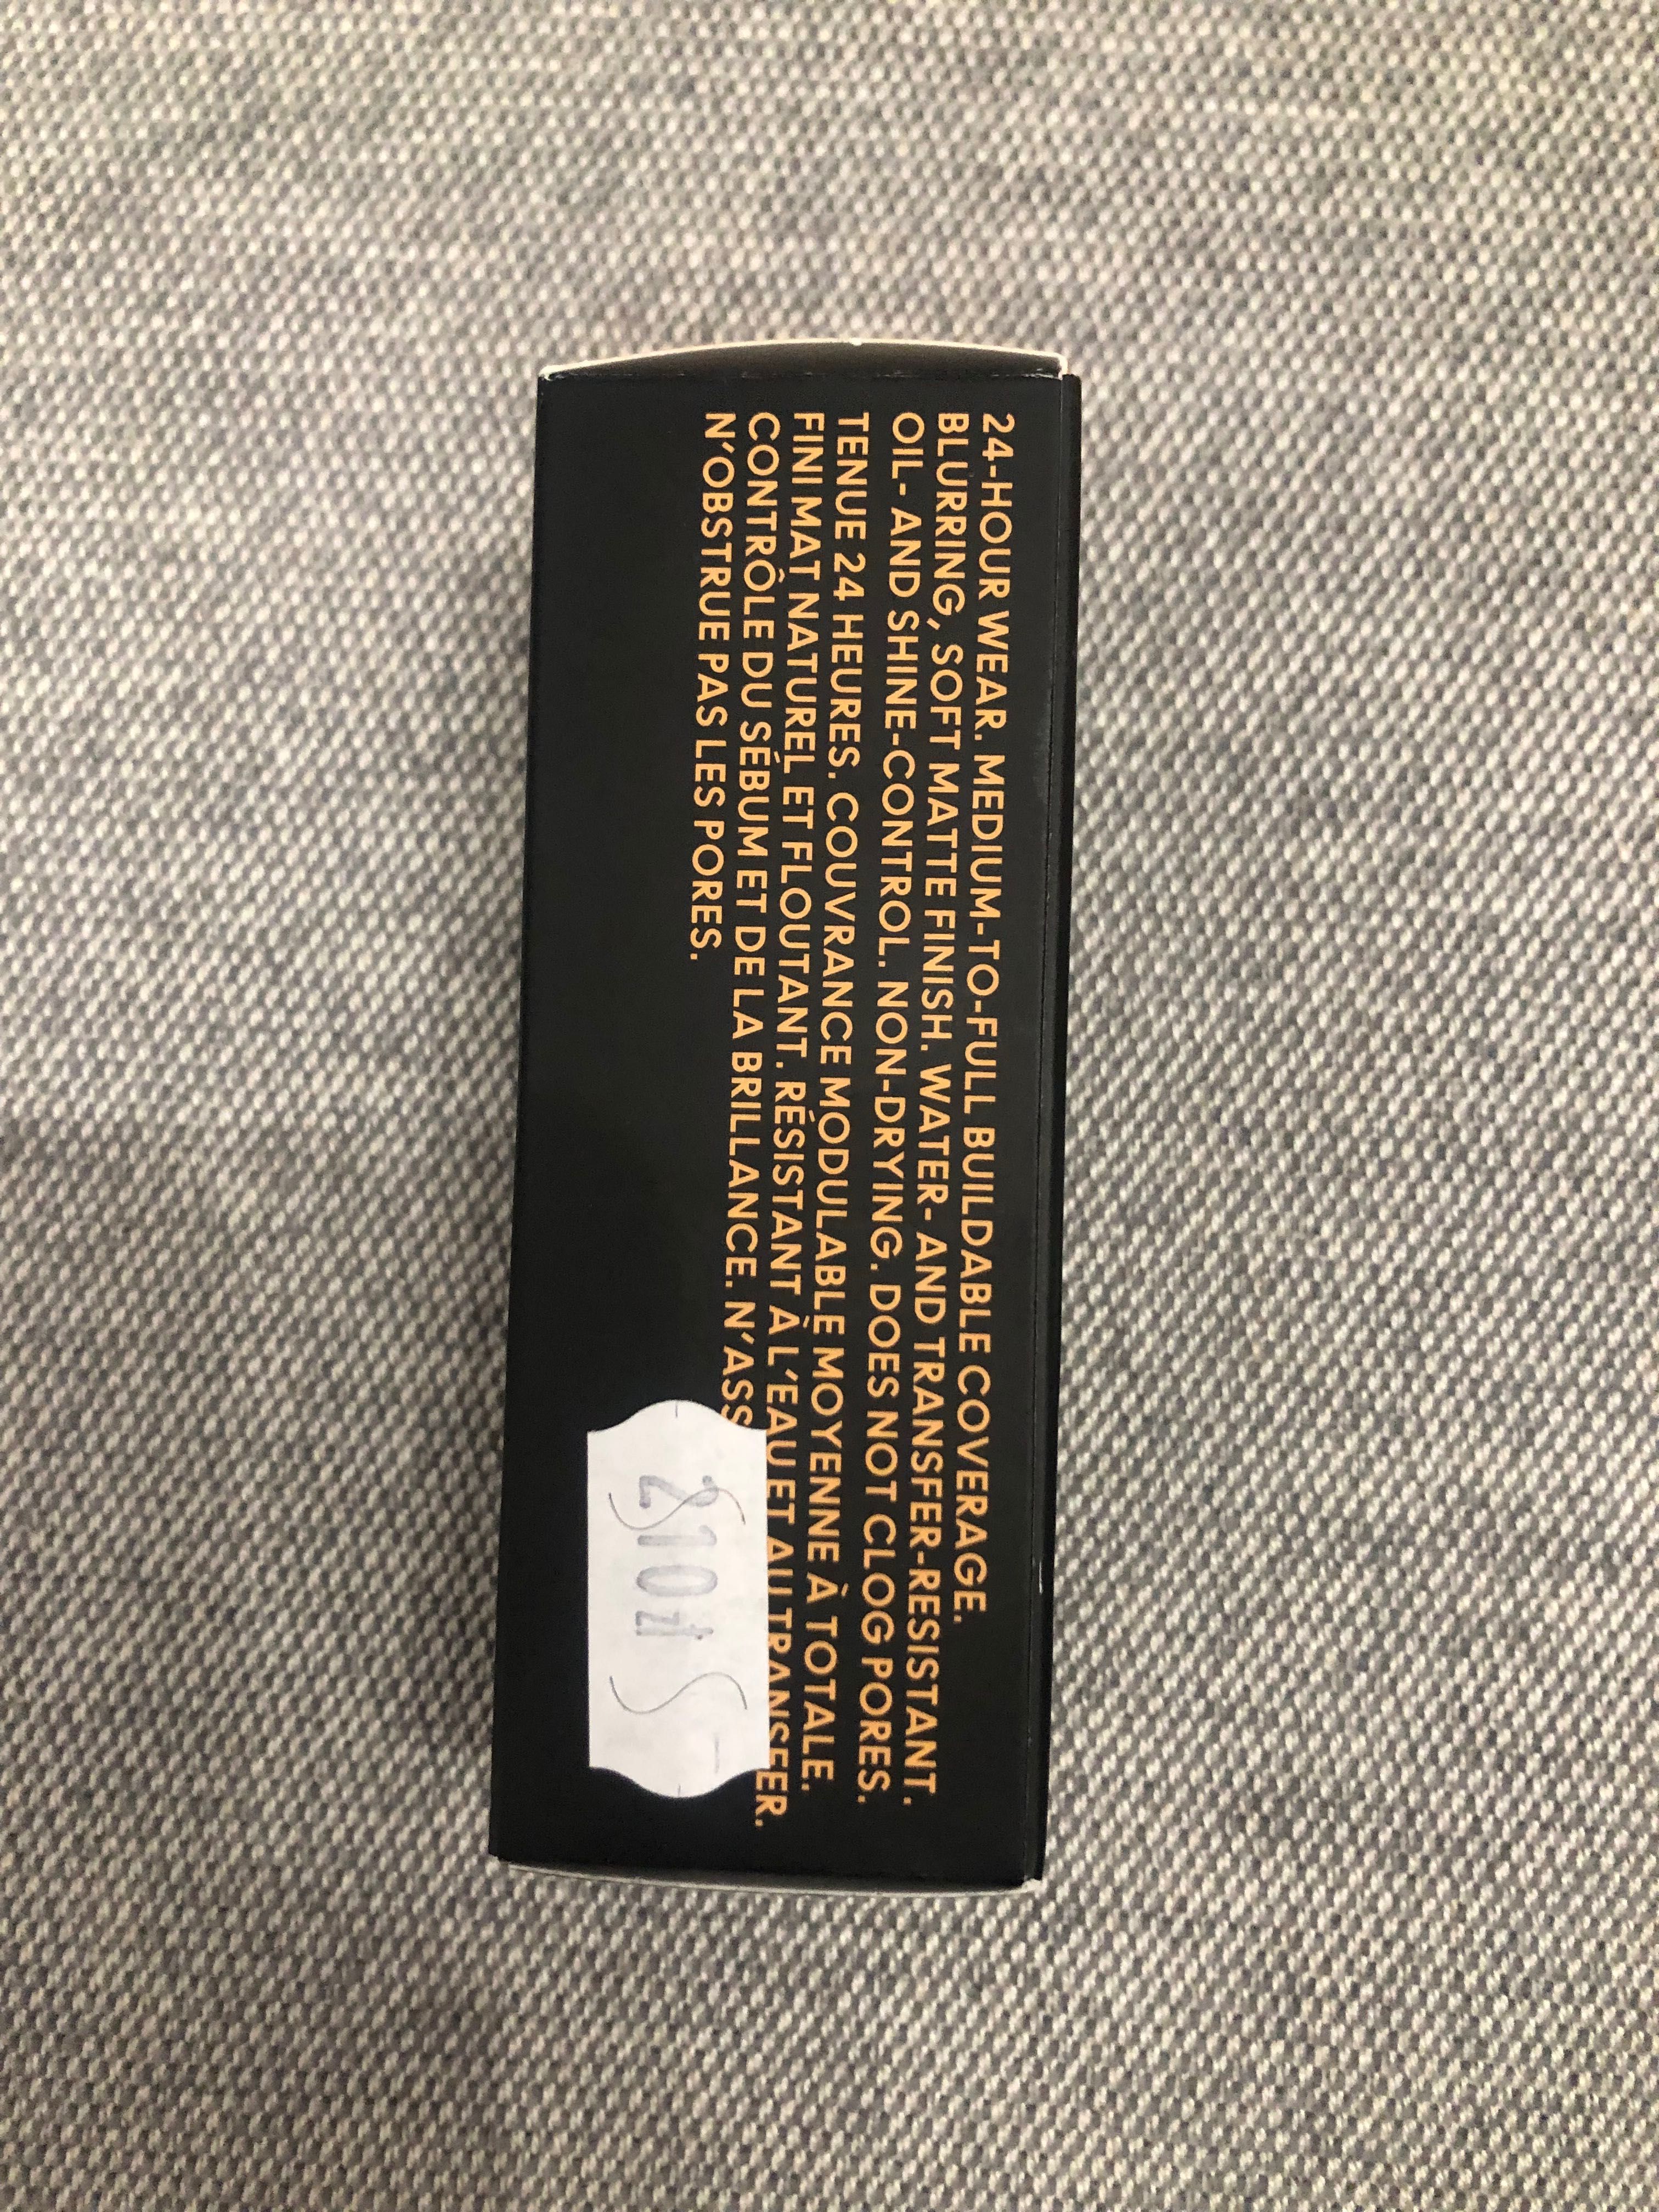 24-HOUR WEAR. MEDIUM-TO-FULL BUILDABLE COVERAGE.
BLURRING, SOFT MATTE FINISH. WATER- AND TRANSFER-RESISTANT.
OIL- AND SHINE-CONTROL. NON-DRYING. DOES NOT CLOG PORES.
TENUE 24 HEURES. COUVRANCE MODULABLE MOYENNE À TOTALE.
FINI MAT NATUREL ET FLOUTANT. RÉSISTANT À L'EAU ET AU TRANSFER.
CONTRÔLE DU SÉBUM ET DE LA BRILLANCE.
N'OBSTRUE PAS LES PORES.
210zł